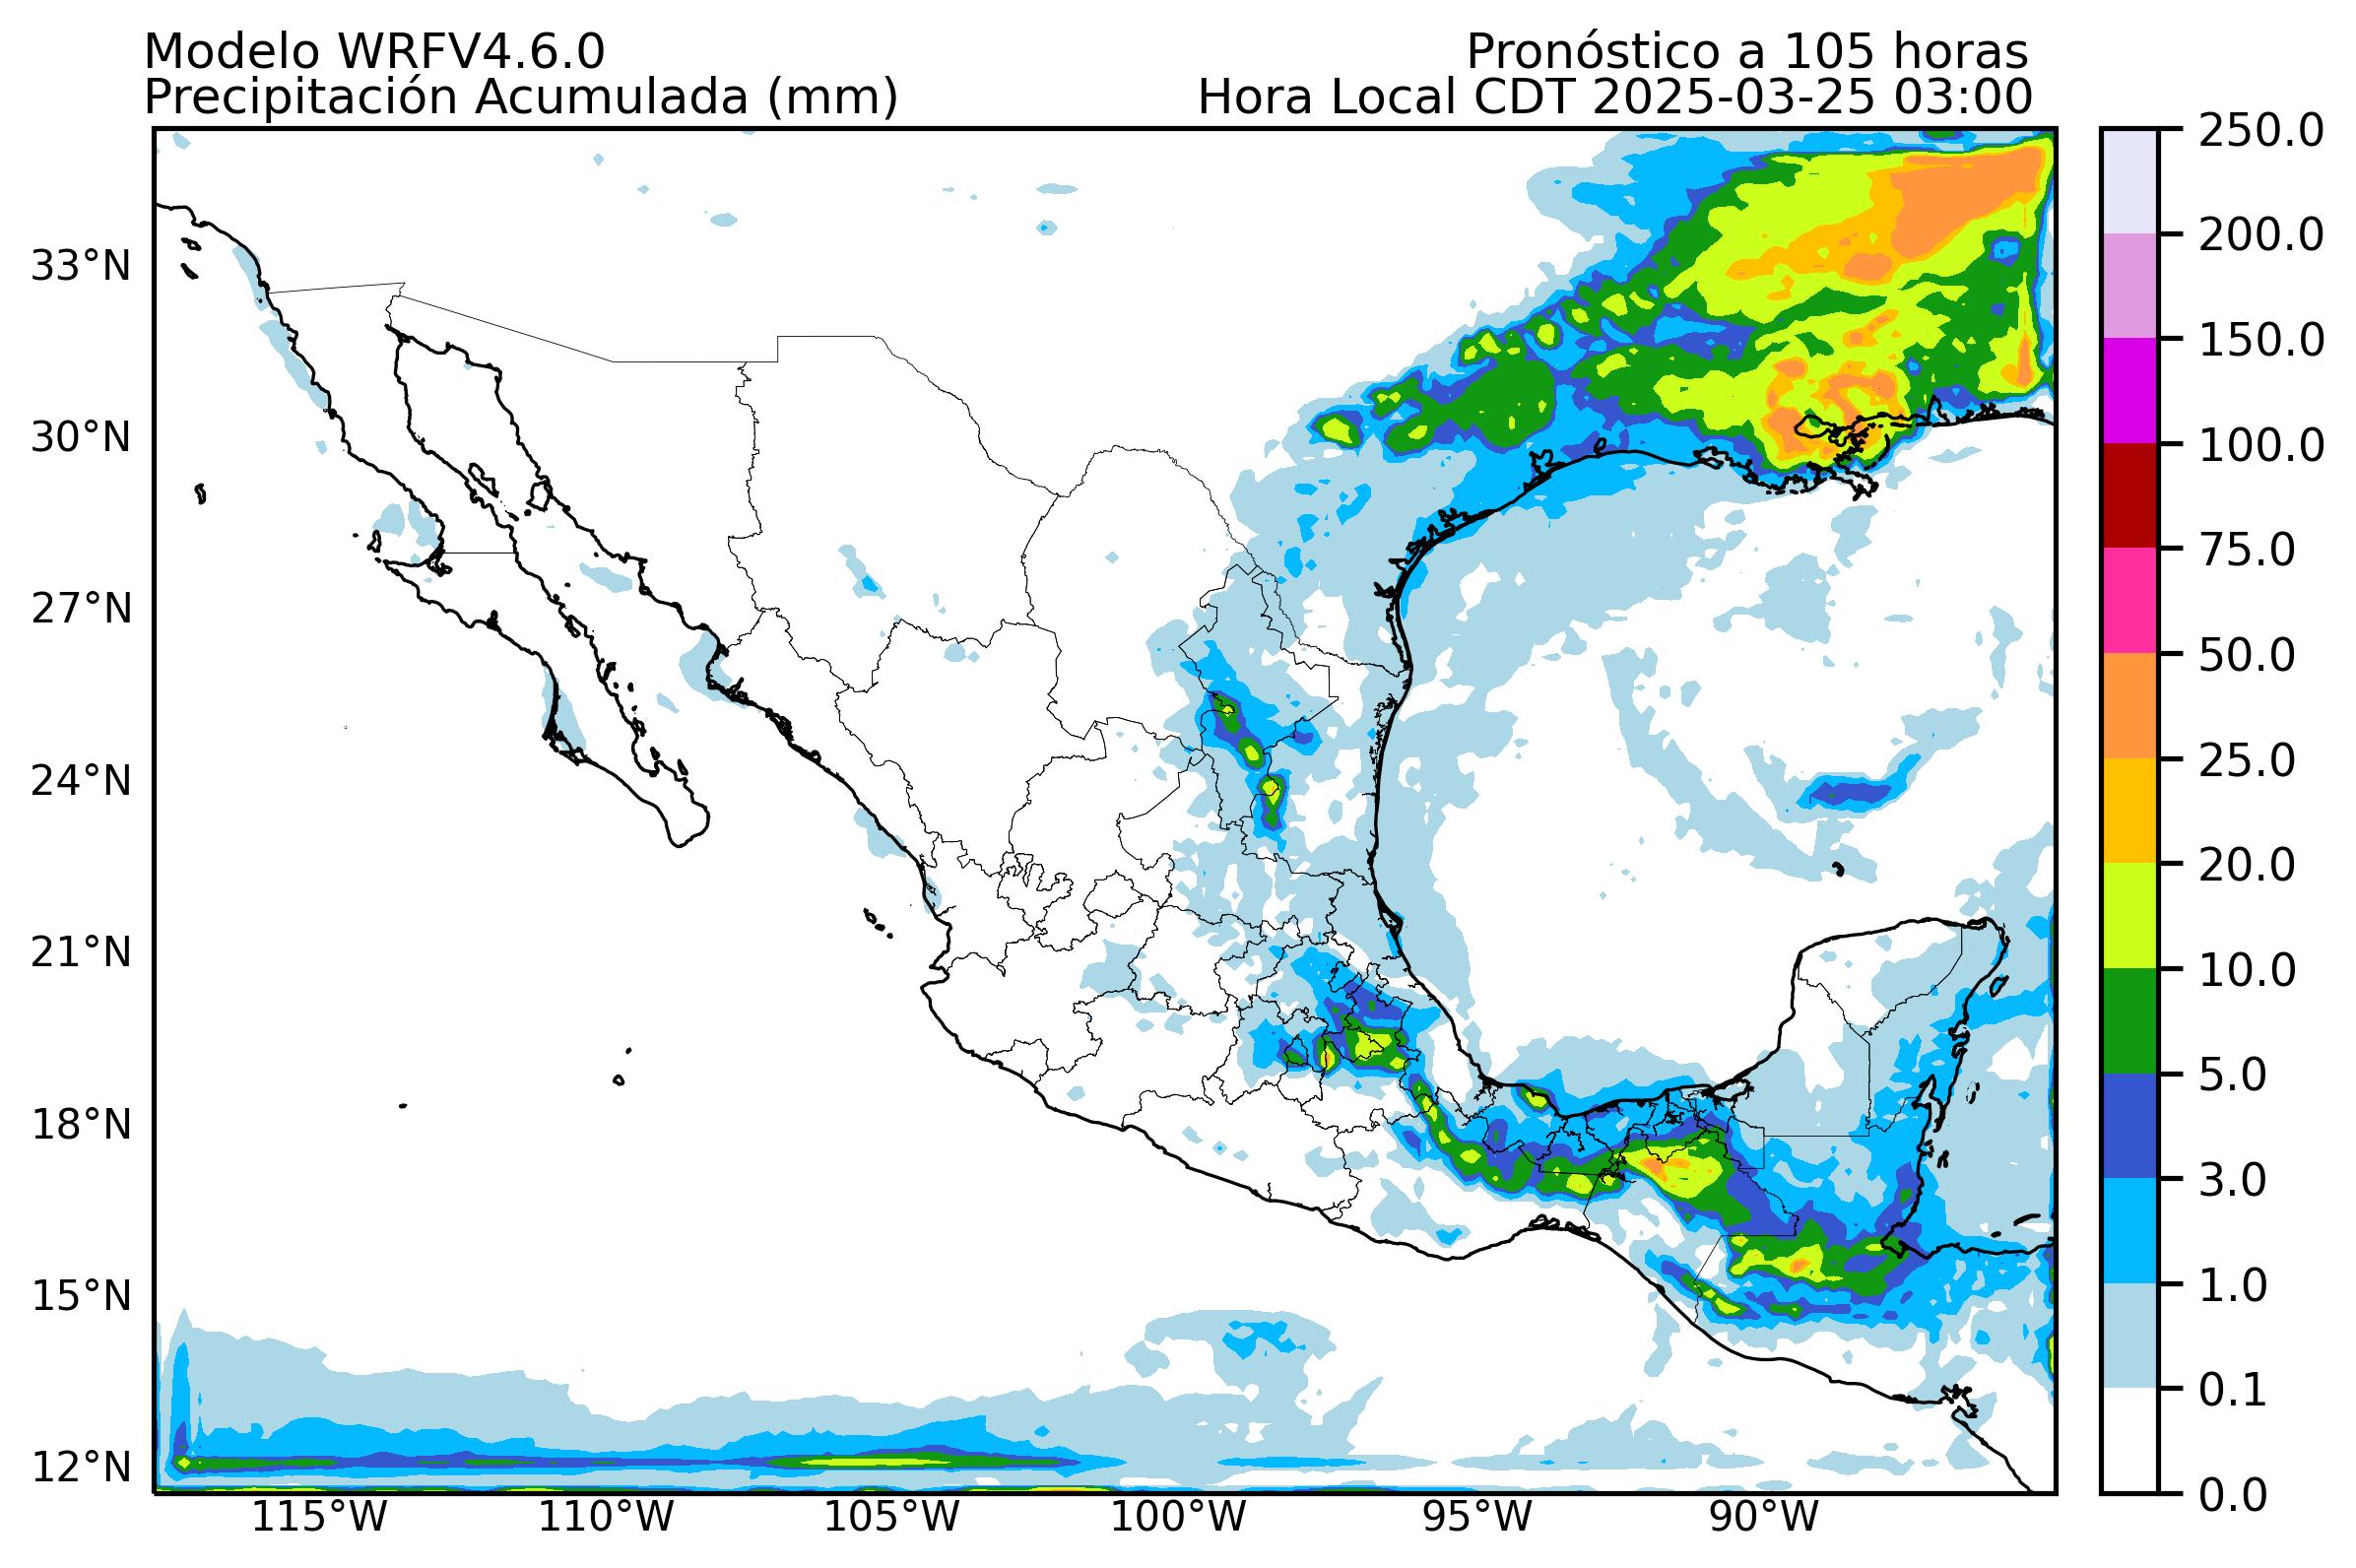 Modelo WRFV4.6.0
Pronóstico a 105 horas
Precipitación Acumulada (mm)
Hora Local CDT 2025-03-25 03:00
33°N
30°N
27°N
24°N
21°N
18°N
15°N
12°N
115°W
110°W
105°W
100°W
95°W
90°W
250.0
200.0
150.0
100.0
75.0
50.0
25.0
20.0
10.0
5.0
3.0
1.0
0.1
0.0